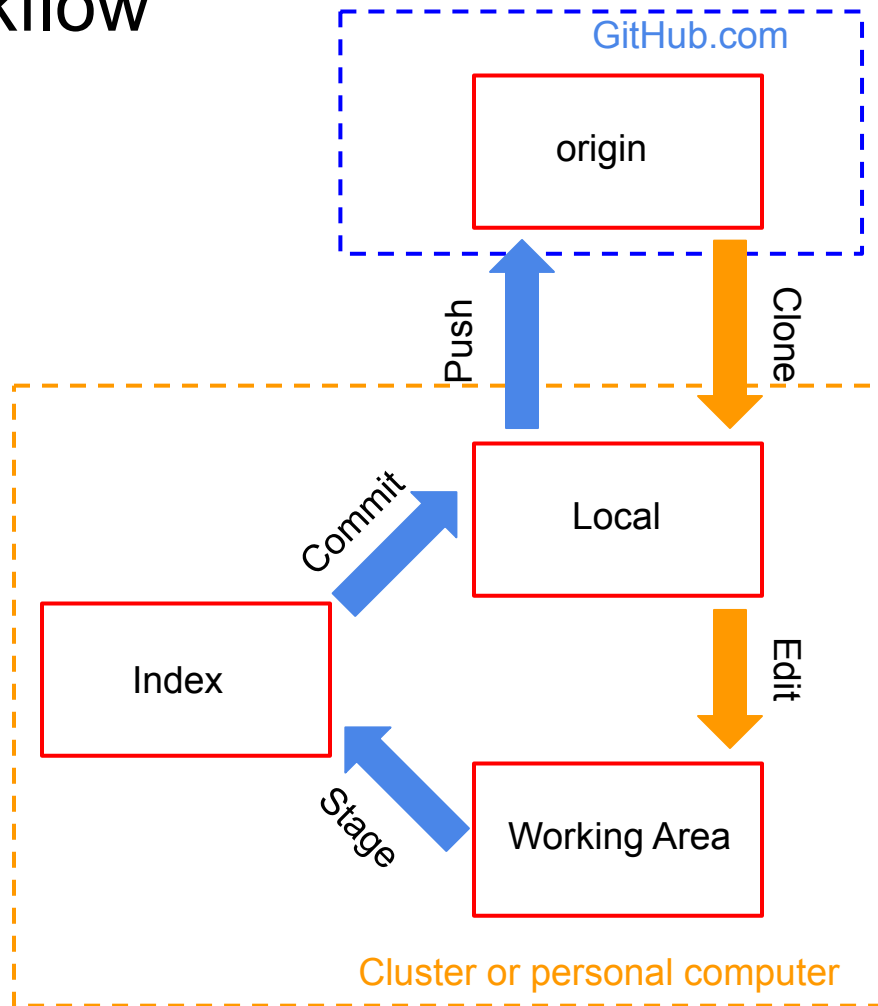 kflow
GitHub.com
origin
Push
Clone
Commit
Local
Index
Edit
Stage
Working Area
Cluster or personal computer